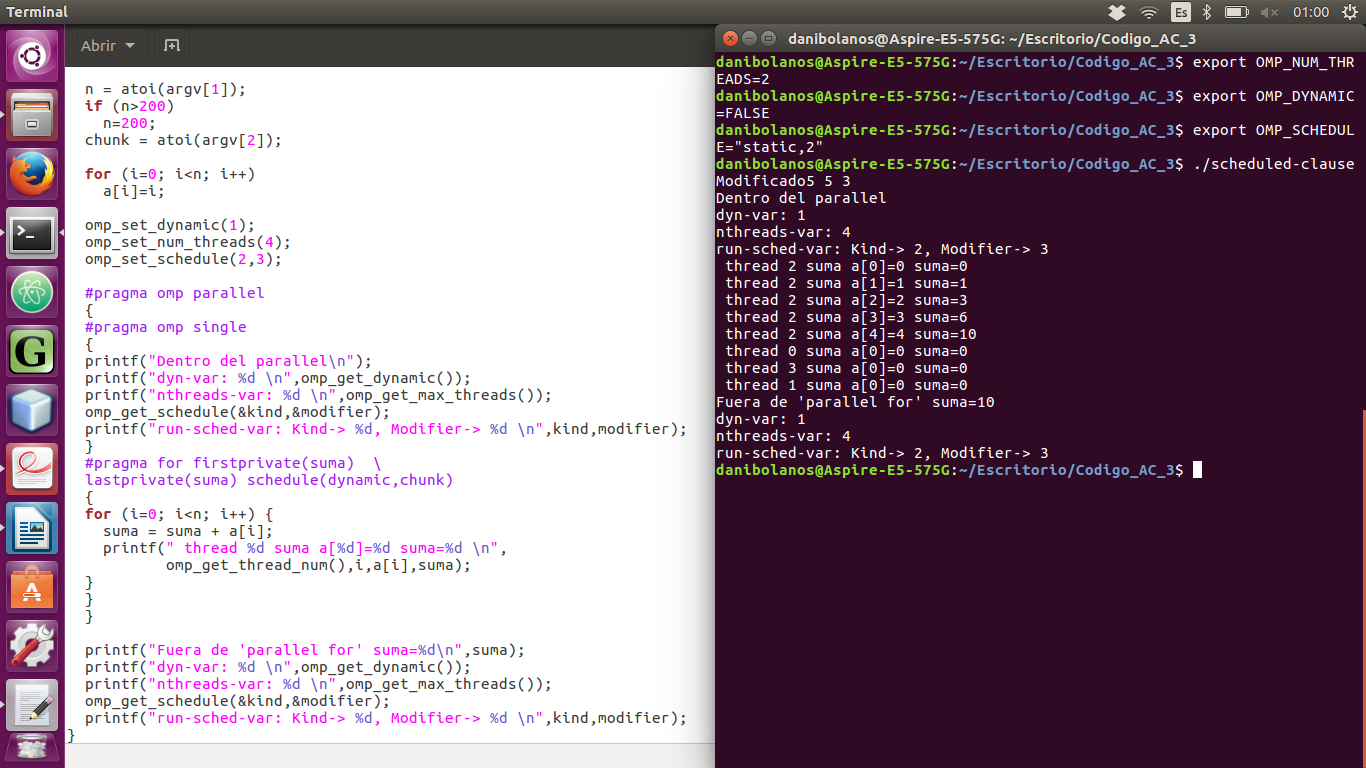 Terminal
Es
01:00
Abrir
n = atoi(argv[1]);
if (n>200)
n=200;
chunk = atoi(argv[2]);
for (i=0; i<n; i++)
a[i]=i;
omp_set_dynamic(1);
omp_set_num_threads(4);
omp_set_schedule(2,3);
#pragma omp parallel
{
#pragma omp single
{
printf("Dentro del parallel\n");
printf("dyn-var: %d \n",omp_get_dynamic());
printf("nthreads-var: %d \n",omp_get_max_threads());
omp_get_schedule(&kind,&modifier);
printf("run-sched-var: Kind-> %d, Modifier-> %d \n",kind,modifier);
}
#pragma for firstprivate(suma)  \
lastprivate(suma) schedule(dynamic,chunk)
{
for (i=0; i<n; i++) {
suma = suma + a[i];
printf(" thread %d suma a[%d]=%d suma=%d \n",
omp_get_thread_num(),i,a[i],suma);
}
}
}
printf("Fuera de 'parallel for' suma=%d\n",suma);
printf("dyn-var: %d \n",omp_get_dynamic());
printf("nthreads-var: %d \n",omp_get_max_threads());
omp_get_schedule(&kind,&modifier);
printf("run-sched-var: Kind-> %d, Modifier-> %d \n",kind,modifier);
}
danibolanos@Aspire-E5-575G: ~/Escritorio/Codigo_AC_3
danibolanos@Aspire-E5-575G:~/Escritorio/Codigo_AC_3$ export OMP_NUM_THR
EADS=2
danibolanos@Aspire-E5-575G:~/Escritorio/Codigo_AC_3$ export OMP_DYNAMIC
=FALSE
danibolanos@Aspire-E5-575G:~/Escritorio/Codigo_AC_3$ export OMP_SCHEDUL
E="static,2"
danibolanos@Aspire-E5-575G:~/Escritorio/Codigo_AC_3$ ./scheduled-clause
Modificado5 5 3
Dentro del parallel
dyn-var: 1
nthreads-var: 4
run-sched-var: Kind-> 2, Modifier-> 3
thread 2 suma a[0]=0 suma=0
thread 2 suma a[1]=1 suma=1
thread 2 suma a[2]=2 suma=3
thread 2 suma a[3]=3 suma=6
thread 2 suma a[4]=4 suma=10
thread 0 suma a[0]=0 suma=0
thread 3 suma a[0]=0 suma=0
thread 1 suma a[0]=0 suma=0
Fuera de 'parallel for' suma=10
dyn-var: 1
nthreads-var: 4
run-sched-var: Kind-> 2, Modifier-> 3
danibolanos@Aspire-E5-575G:~/Escritorio/Codigo_AC_3$